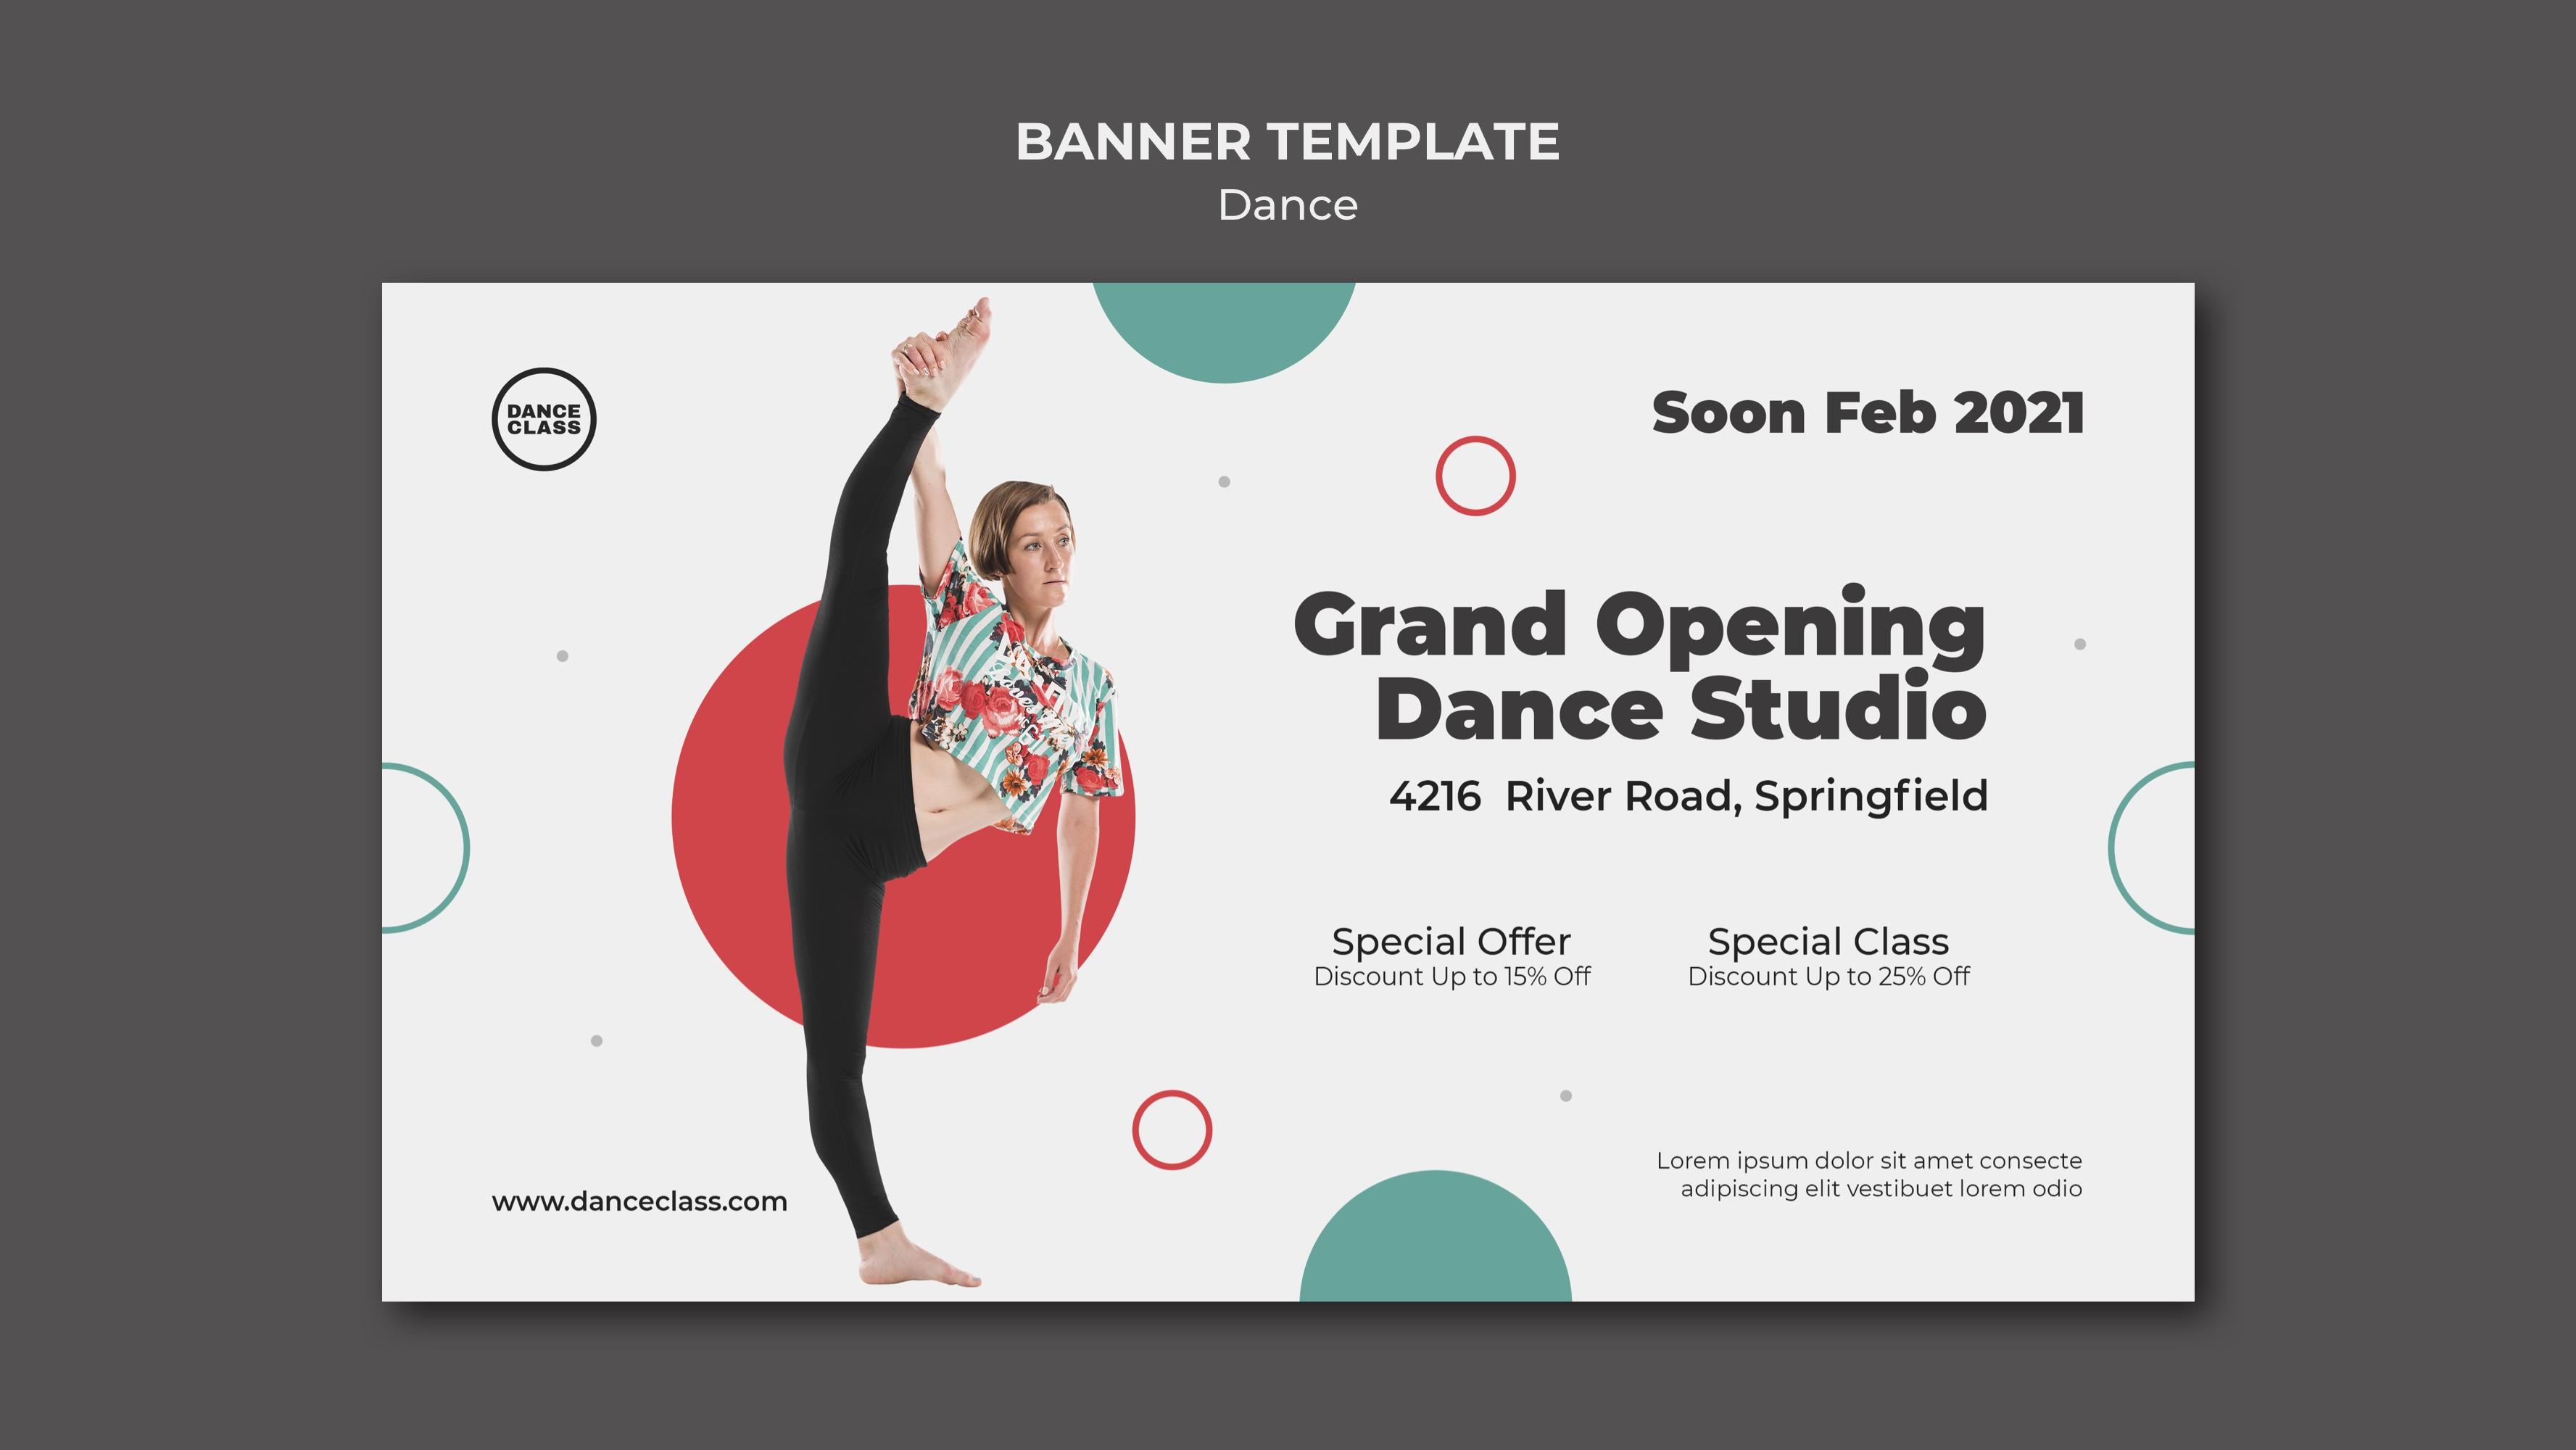 BANNER TEMPLATE
Dance
DANCE
CLASS
Soon Feb 2021
Grand Opening
Dance Studio
4216 River Road, Springfield
Special Offer
Discount Up to 15% Off
Special Class
Discount Up to 25% Off
www.danceclass.com
Lorem ipsum dolor sit amet consecte
adipiscing elit vestibuet lorem odio